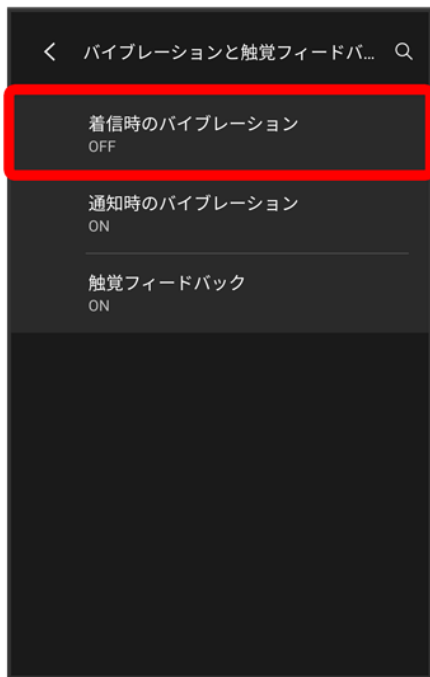 バイブレーションと触覚フィードバ...
着信時のバイブレーション
OFF
通知時のバイブレーション
ON
触覚フィードバック
ON